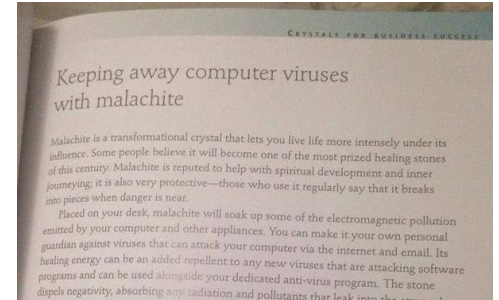 CRYSTALS FOR BUSINESS SUCCESS
Keeping away computer viruses
with malachite
Malachite is a transformational crystal that lets you live life more intensely under its
influence. Some people believe it will become one of the most prized healing stones
of this century. Malachite is reputed to help with spiritual development and inner
journeying; it is also very protective—those who use it regularly say that it breaks
into pieces when danger is near.
Placed on your desk, malachite will soak up some of the electromagnetic pollution
emitted by your computer and other appliances. You can make it your own personal
guardian against viruses that can attack your computer via the internet and email. Its
healing energy can be an added repellent to any new viruses that are attacking software
programs and can be used alongside your dedicated anti-virus program. The stone
dispels negativity, absorbing any radiation and pollutants that leak into the